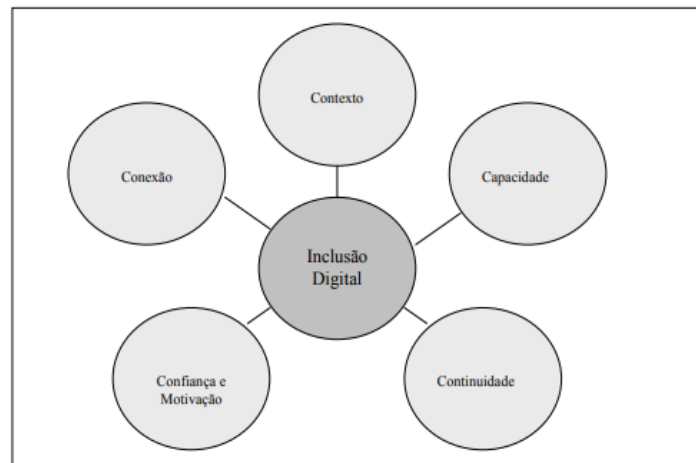 Contexto
Conexão
Capacidade
Inclusão
Digital
Confiança e
Motivação
Continuidade